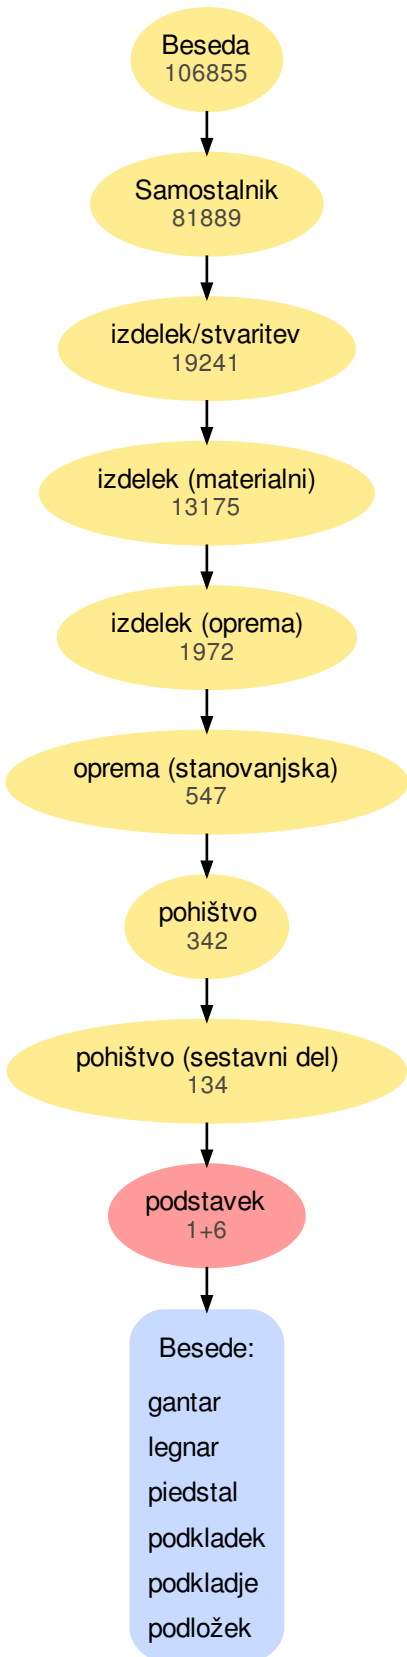 Beseda
106855
Samostalnik
81889
izdelek/stvaritev
19241
izdelek (materialni)
13175
izdelek (oprema)
1972
oprema (stanovanjska)
547
pohištvo
342
pohištvo (sestavni del)
134
podstavek
1+6
Besede:
gantar
legnar
piedstal
podkladek
podkladje
podložek